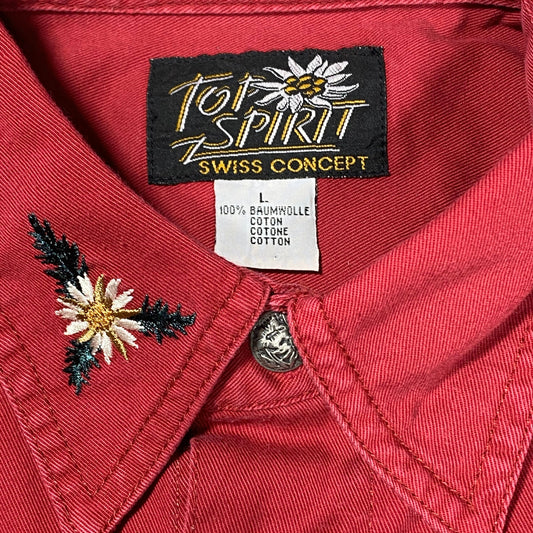 TOP
SPIRIT
SWISS CONCEPT
L
100% BAUMWOLLE
COTON
COTONE
COTTON